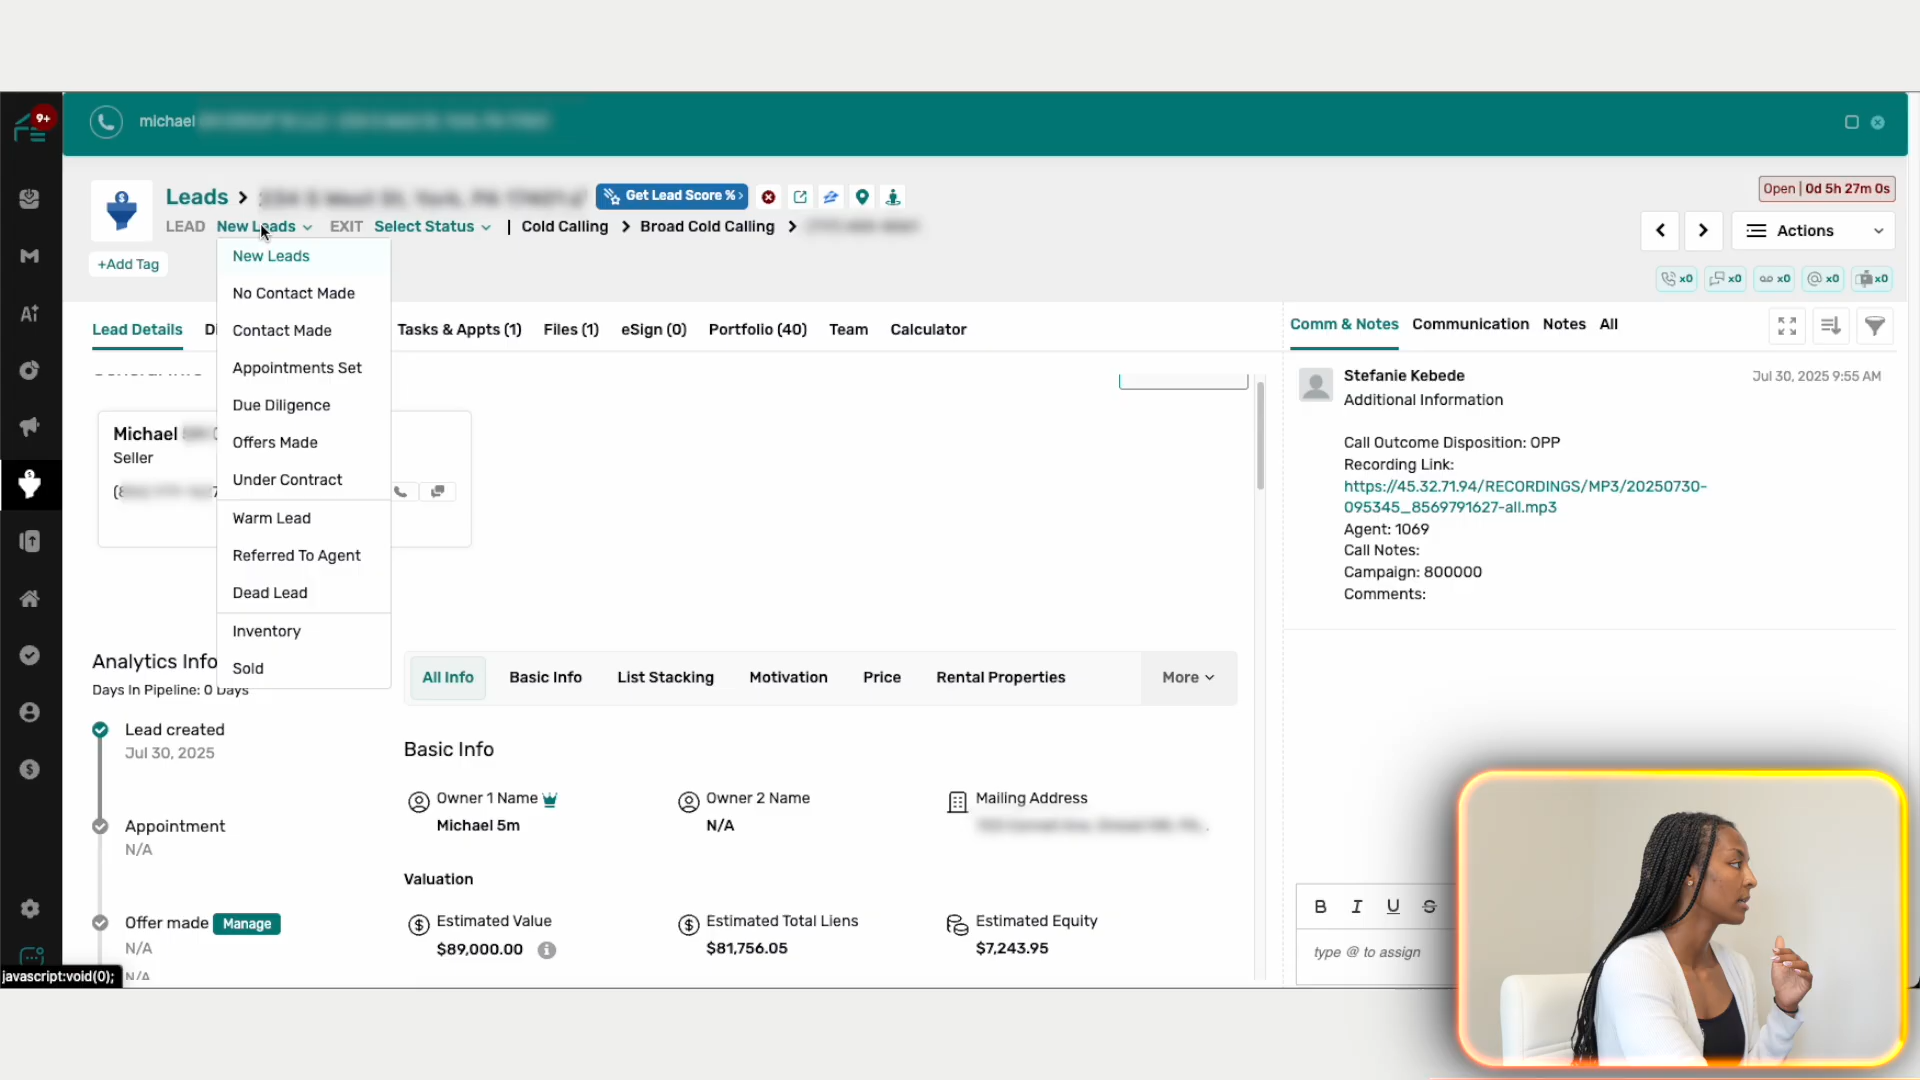 9+
michael
Leads >
Get Lead Score % >
Open | 0d 5h 27m 0s
LEAD New Leads EXIT Select Status | Cold Calling > Broad Cold Calling >
Actions
+Add Tag
x0 x0 x0 x0 x0
New Leads
No Contact Made
Contact Made
Appointments Set
Due Diligence
Offers Made
Under Contract
Warm Lead
Referred To Agent
Dead Lead
Inventory
Sold
Lead Details Tasks & Appts (1) Files (1) eSign (0) Portfolio (40) Team Calculator
Michael
Seller
Analytics Info
Days In Pipeline: 0 Days
Lead created
Jul 30, 2025
Appointment
N/A
Offer made Manage
N/A
N/A
javascript:void(0);
All Info Basic Info List Stacking Motivation Price Rental Properties More
Basic Info
Owner 1 Name
Michael 5m
Owner 2 Name
N/A
Mailing Address
Valuation
Estimated Value
$89,000.00
Estimated Total Liens
$81,756.05
Estimated Equity
$7,243.95
Comm & Notes Communication Notes All
Stefanie Kebede
Jul 30, 2025 9:55 AM
Additional Information
Call Outcome Disposition: OPP
Recording Link:
https://45.32.71.94/RECORDINGS/MP3/20250730-
095345_8569791627-all.mp3
Agent: 1069
Call Notes:
Campaign: 800000
Comments:
B I U S
type @ to assign